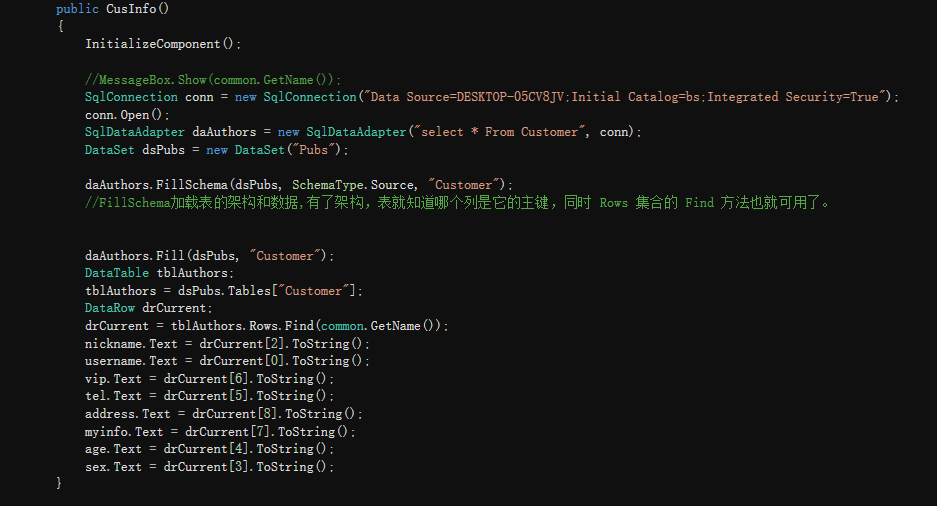 public CusInfo()
{
InitializeComponent();
//MessageBox.Show(common.GetName());
SqlConnection conn = new SqlConnection("Data Source=DESKTOP-O5CV8JV;Initial Catalog=bs;Integrated Security=True");
conn.Open();
SqlDataAdapter daAuthors = new SqlDataAdapter("select * From Customer", conn);
DataSet dsPubs = new DataSet("Pubs");
daAuthors.FillSchema(dsPubs, SchemaType.Source, "Customer");
//FillSchema加载表的架构和数据,有了架构，表就知道哪个列是它的主键，同时 Rows 集合的 Find 方法也就可用了。
daAuthors.Fill(dsPubs, "Customer");
DataTable tblAuthors;
tblAuthors = dsPubs.Tables["Customer"];
DataRow drCurrent;
drCurrent = tblAuthors.Rows.Find(common.GetName());
nickname.Text = drCurrent[2].ToString();
username.Text = drCurrent[0].ToString();
vip.Text = drCurrent[6].ToString();
tel.Text = drCurrent[5].ToString();
address.Text = drCurrent[8].ToString();
myinfo.Text = drCurrent[7].ToString();
age.Text = drCurrent[4].ToString();
sex.Text = drCurrent[3].ToString();
}